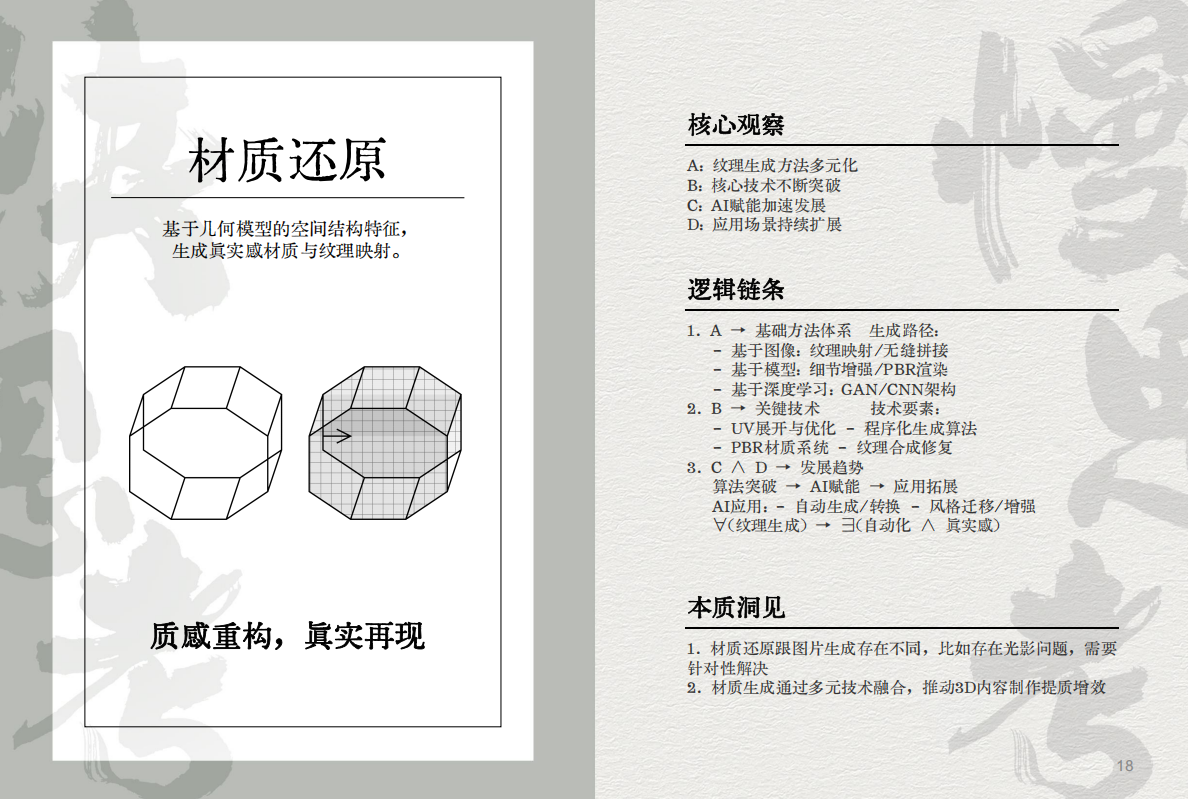 材质还原
基于几何模型的空间结构特征，
生成真实感材质与纹理映射。
质感重构，真实再现
核心观察
A: 纹理生成方法多元化
B: 核心技术不断突破
C: AI赋能加速发展
D: 应用场景持续扩展
逻辑链条
1. A → 基础方法体系 生成路径:
- 基于图像: 纹理映射/无缝拼接
- 基于模型: 细节增强/PBR渲染
- 基于深度学习: GAN/CNN架构
2. B → 关键技术 技术要素:
- UV展开与优化 - 程序化生成算法
- PBR材质系统 - 纹理合成修复
3. C ∧ D → 发展趋势
算法突破 → AI赋能 → 应用拓展
AI应用: - 自动生成/转换 - 风格迁移/增强
∀(纹理生成) → ∃(自动化 ∧ 真实感)
本质洞见
1. 材质还原跟图片生成存在不同，比如存在光影问题，需要
针对性解决
2. 材质生成通过多元技术融合，推动3D内容制作提质增效
18
慢
思
考